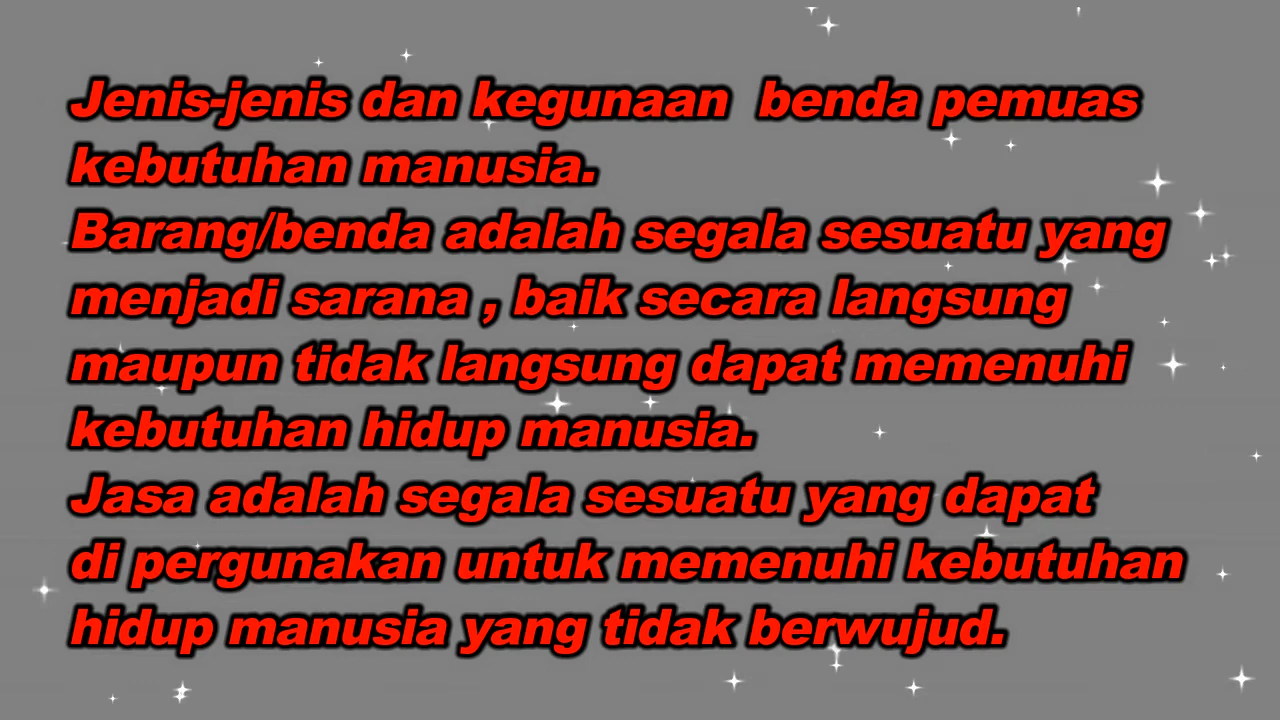 Jenis-jenis dan kegunaan  benda pemuas
kebutuhan manusia.
Barang/benda adalah segala sesuatu yang
menjadi sarana , baik secara langsung
maupun tidak langsung dapat memenuhi
kebutuhan hidup manusia.
Jasa adalah segala sesuatu yang dapat
di pergunakan untuk memenuhi kebutuhan
hidup manusia yang tidak berwujud.